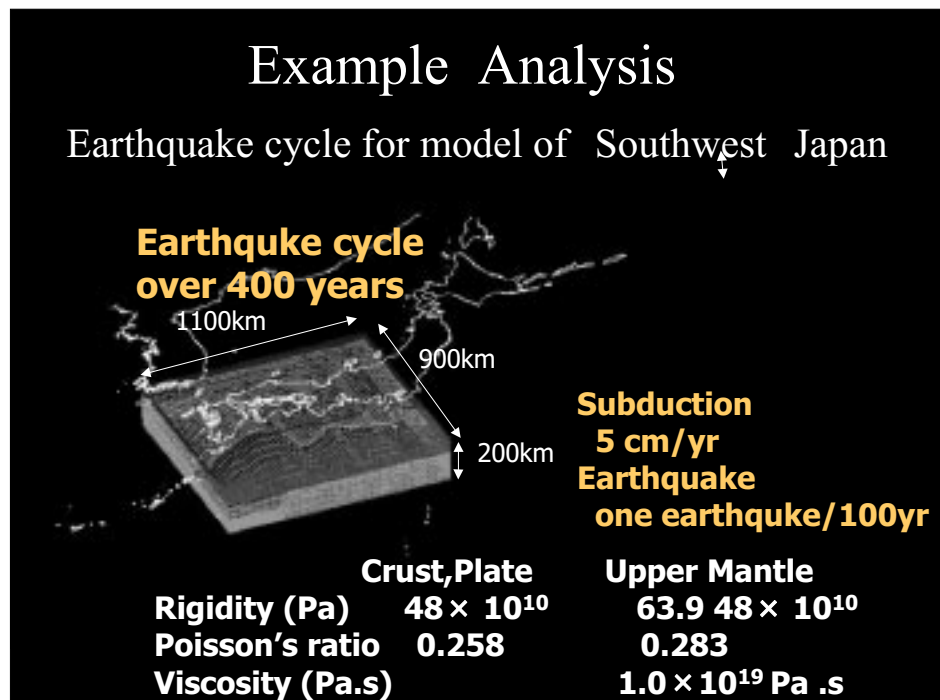 Example Analysis
Earthquake cycle for model of Southwest Japan
Earthquke cycle
over 400 years
1100km
900km
200km
Subduction
5 cm/yr
Earthquake
one earthquke/100yr
Crust,Plate Upper Mantle
Rigidity (Pa) 48× 10¹⁰ 63.9 48× 10¹⁰
Poisson’s ratio 0.258 0.283
Viscosity (Pa.s) 1.0×10¹⁹ Pa .s